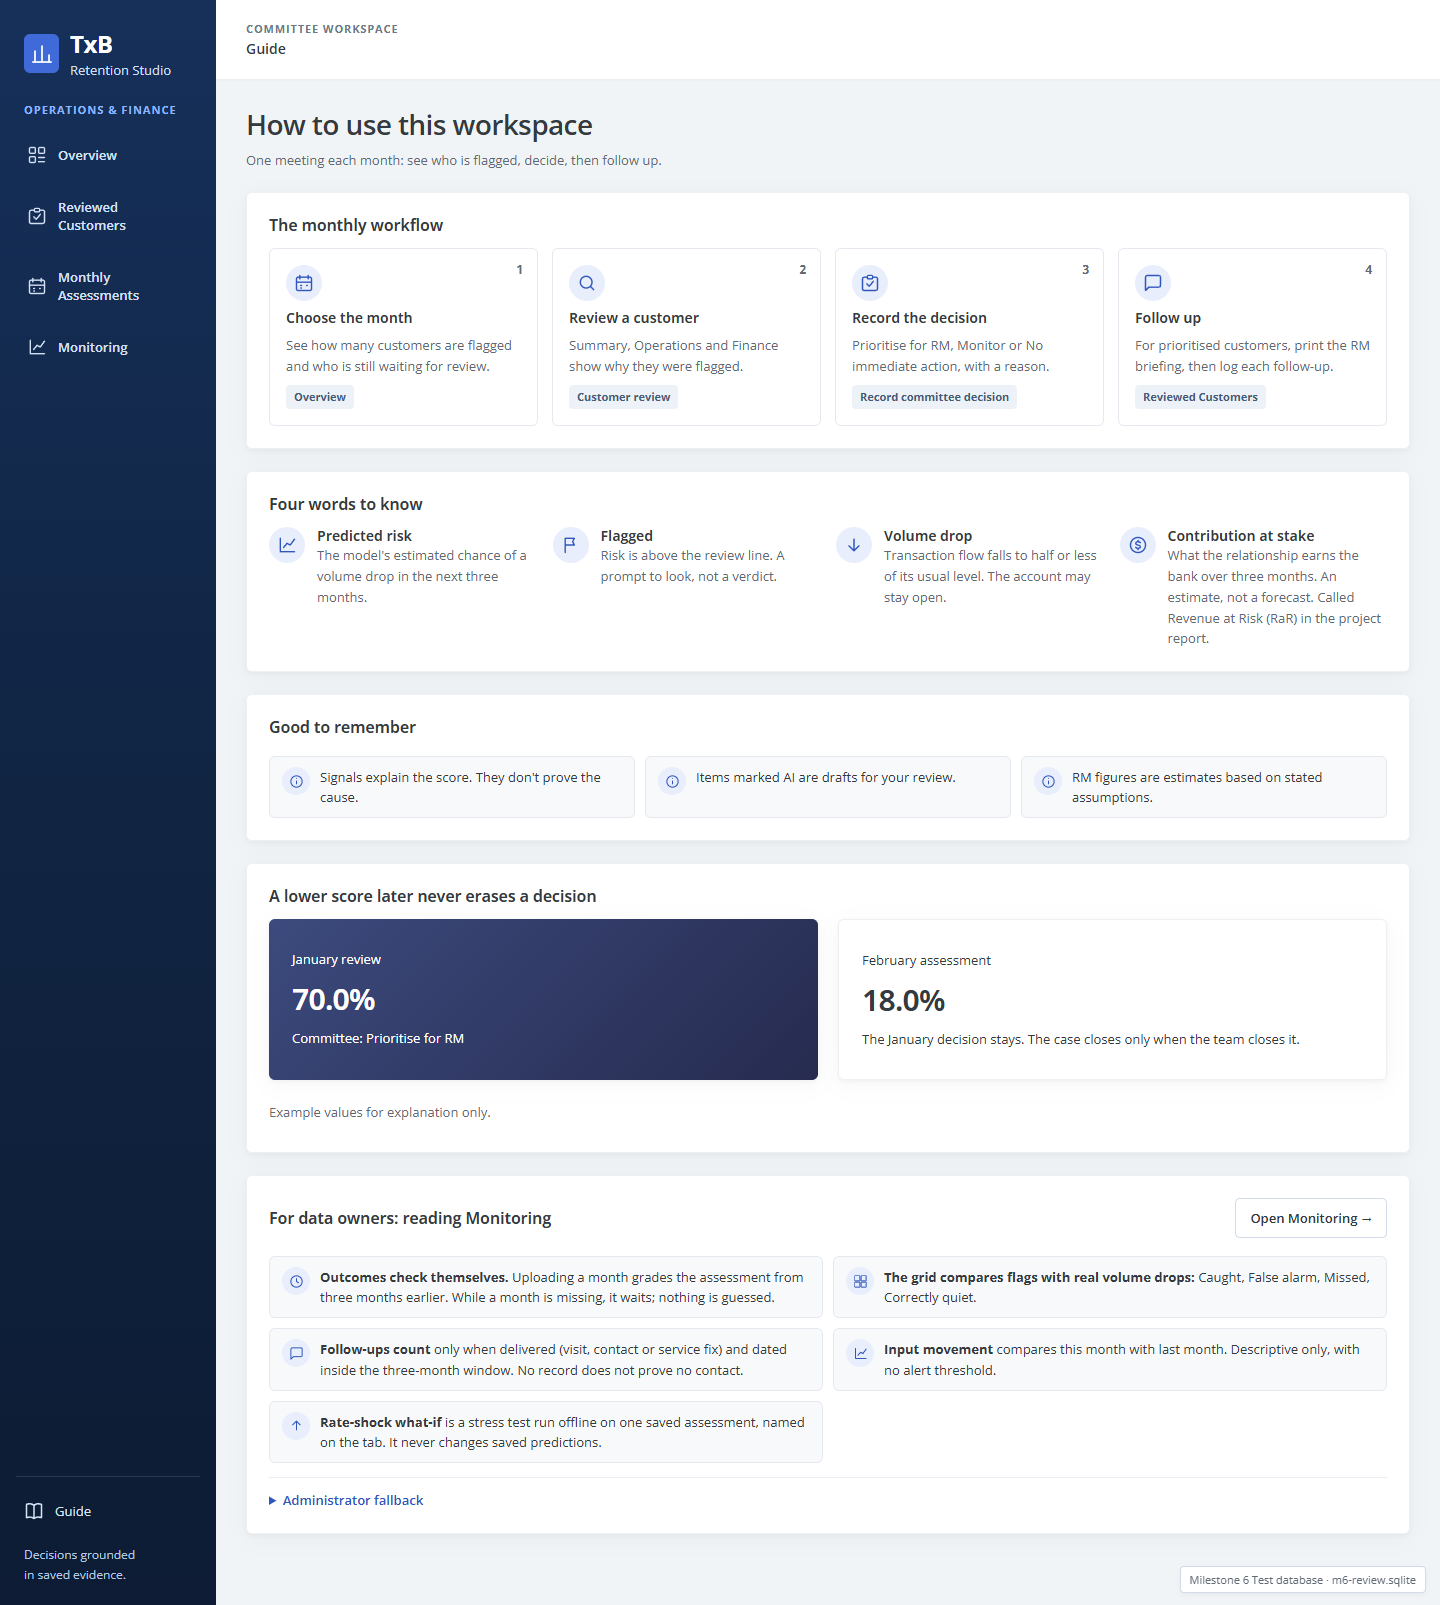 TxB
Retention Studio
OPERATIONS & FINANCE
Overview
Reviewed
Customers
Monthly
Assessments
Monitoring
Guide
Decisions grounded
in saved evidence.
COMMITTEE WORKSPACE
Guide
How to use this workspace
One meeting each month: see who is flagged, decide, then follow up.
The monthly workflow
1
Choose the month
See how many customers are flagged
and who is still waiting for review.
Overview
2
Review a customer
Summary, Operations and Finance
show why they were flagged.
Customer review
3
Record the decision
Prioritise for RM, Monitor or No
immediate action, with a reason.
Record committee decision
4
Follow up
For prioritised customers, print the RM
briefing, then log each follow-up.
Reviewed Customers
Four words to know
Predicted risk
The model's estimated chance of a
volume drop in the next three
months.
Flagged
Risk is above the review line. A
prompt to look, not a verdict.
Volume drop
Transaction flow falls to half or less
of its usual level. The account may
stay open.
Contribution at stake
What the relationship earns the
bank over three months. An
estimate, not a forecast. Called
Revenue at Risk (RaR) in the project
report.
Good to remember
Signals explain the score. They don't prove the
cause.
Items marked AI are drafts for your review.
RM figures are estimates based on stated
assumptions.
A lower score later never erases a decision
January review
70.0%
Committee: Prioritise for RM
February assessment
18.0%
The January decision stays. The case closes only when the team closes it.
Example values for explanation only.
For data owners: reading Monitoring
Open Monitoring →
Outcomes check themselves. Uploading a month grades the assessment from
three months earlier. While a month is missing, it waits; nothing is guessed.
The grid compares flags with real volume drops: Caught, False alarm, Missed,
Correctly quiet.
Follow-ups count only when delivered (visit, contact or service fix) and dated
inside the three-month window. No record does not prove no contact.
Input movement compares this month with last month. Descriptive only, with
no alert threshold.
Rate-shock what-if is a stress test run offline on one saved assessment, named
on the tab. It never changes saved predictions.
Administrator fallback
Milestone 6 Test database · m6-review.sqlite